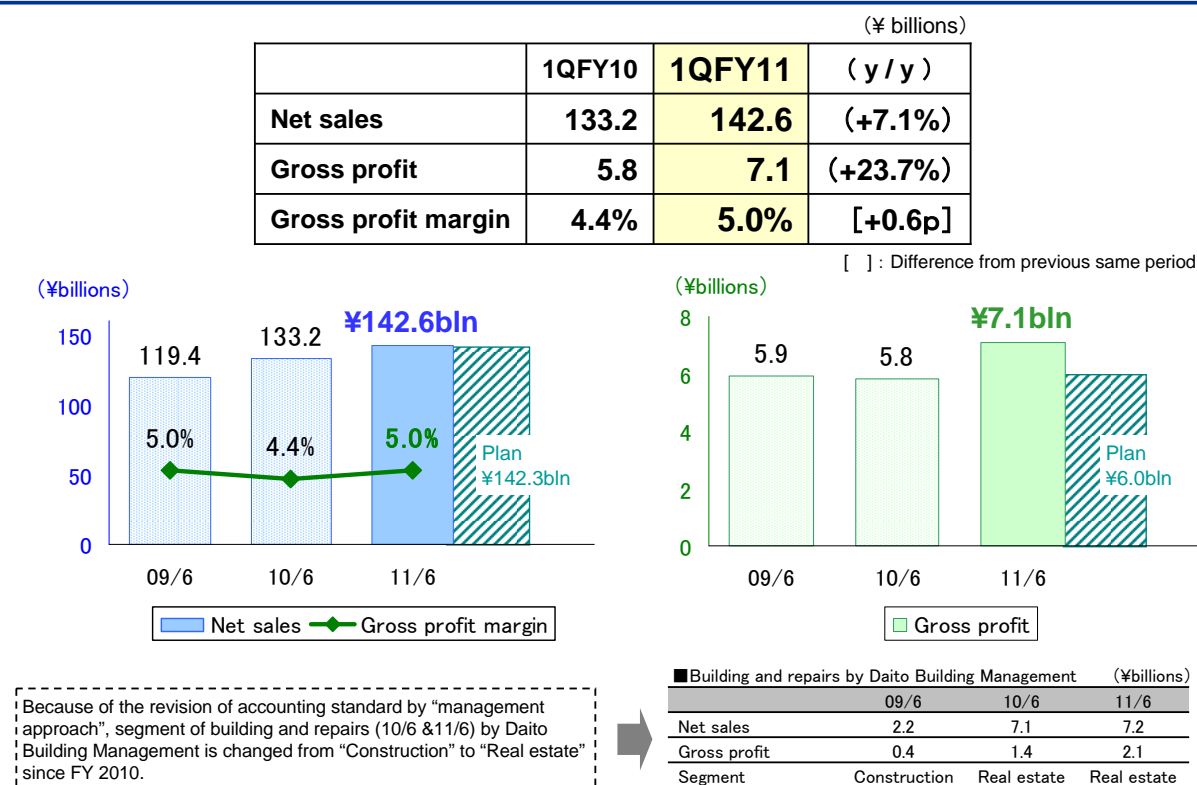 （¥ billions）
1QFY10 1QFY11 （ y / y ）
Net sales 133.2 142.6 （+7.1%）
Gross profit 5.8 7.1 （+23.7%）
Gross profit margin 4.4% 5.0% ［+0.6p］
[ ] : Difference from previous same period
（¥billions）
¥142.6bln
150
133.2
119.4
100
5.0%
4.4%
5.0%
Plan
¥142.3bln
50
0
09/6 10/6 11/6
Net sales Gross profit margin
（¥billions）
8
¥7.1bln
5.9
5.8
6
4
Plan
¥6.0bln
2
0
09/6 10/6 11/6
Gross profit
Because of the revision of accounting standard by “management
approach”, segment of building and repairs (10/6 &11/6) by Daito
Building Management is changed from “Construction” to “Real estate”
since FY 2010.
■Building and repairs by Daito Building Management （¥billions）
09/6 10/6 11/6
Net sales 2.2 7.1 7.2
Gross profit 0.4 1.4 2.1
Segment Construction Real estate Real estate